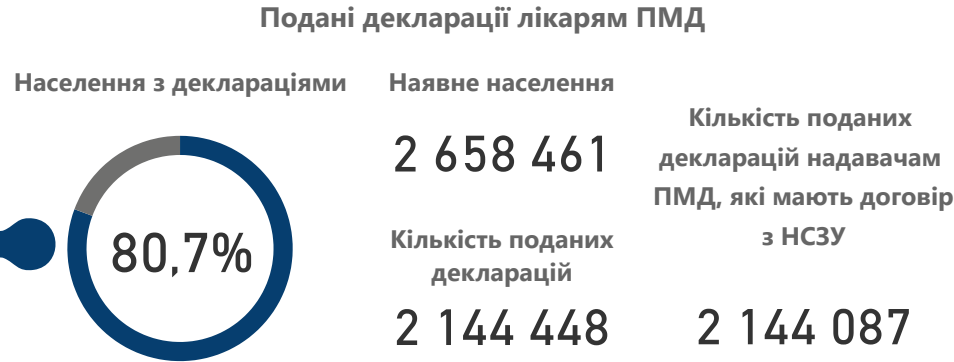 Подані декларації лікарям ПМД
Населення з деклараціями
80,7%
Наявне населення
2 658 461
Кількість поданих
декларацій
2 144 448
Кількість поданих
декларацій надавачам
ПМД, які мають договір
з НСЗУ
2 144 087